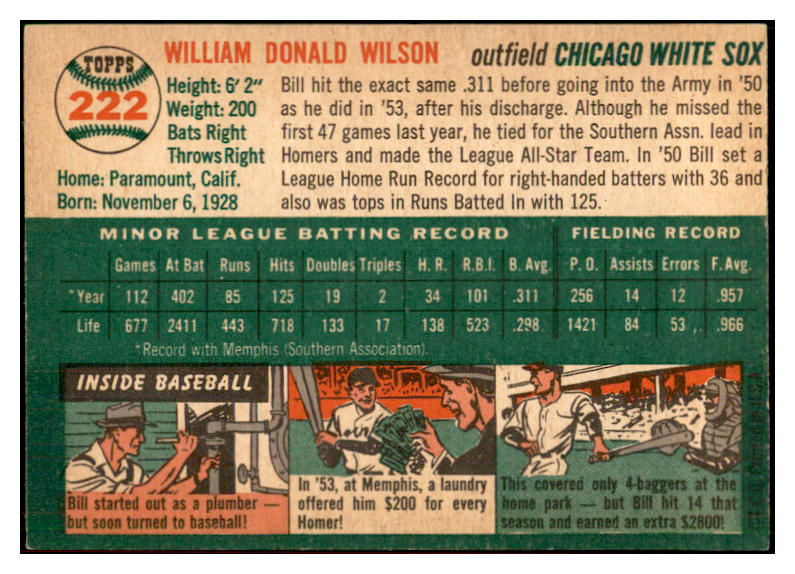 TOPPS
222
WILLIAM DONALD WILSON outfield CHICAGO WHITE SOX
Height: 6' 2"
Weight: 200
Bats Right
Throws Right
Home: Paramount, Calif.
Born: November 6, 1928
Bill hit the exact same .311 before going into the Army in '50
as he did in '53, after his discharge. Although he missed the
first 47 games last year, he tied for the Southern Assn. lead in
Homers and made the League All-Star Team. In '50 Bill set a
League Home Run Record for right-handed batters with 36 and
also was tops in Runs Batted In with 125.
MINOR LEAGUE BATTING RECORD FIELDING RECORD
Games At Bat Runs Hits Doubles Triples H. R. R.B.I. B. Avg. P. O. Assists Errors F. Avg.
*Year 112 402 85 125 19 2 34 101 .311 256 14 12 .957
Life 677 2411 443 718 133 17 138 523 .298 1421 84 53 .966
*Record with Memphis (Southern Association).
INSIDE BASEBALL
Bill started out as a plumber —
but soon turned to baseball!
In '53, at Memphis, a laundry
offered him $200 for every
Homer!
This covered only 4-baggers at the
home park — but Bill hit 14 that
season and earned an extra $2800!